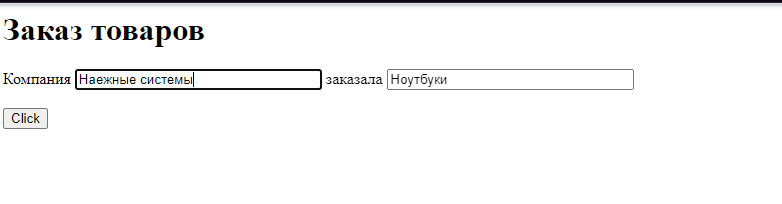 Заказ товаров
Компания Наежные системы заказала Ноутбуки
Click